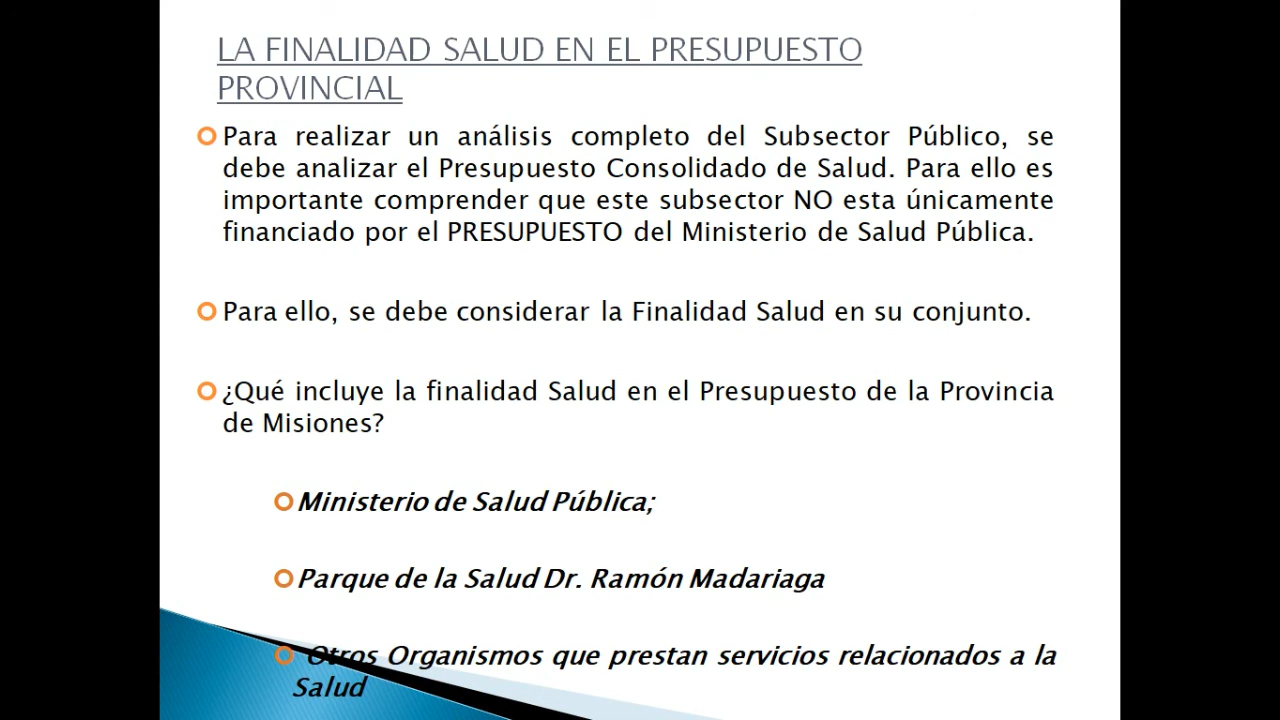 LA FINALIDAD SALUD EN EL PRESUPUESTO
PROVINCIAL
Para realizar un análisis completo del Subsector Público, se
debe analizar el Presupuesto Consolidado de Salud. Para ello es
importante comprender que este subsector NO esta únicamente
financiado por el PRESUPUESTO del Ministerio de Salud Pública.
Para ello, se debe considerar la Finalidad Salud en su conjunto.
¿Qué incluye la finalidad Salud en el Presupuesto de la Provincia
de Misiones?
Ministerio de Salud Pública;
Parque de la Salud Dr. Ramón Madariaga
Otros Organismos que prestan servicios relacionados a la
Salud